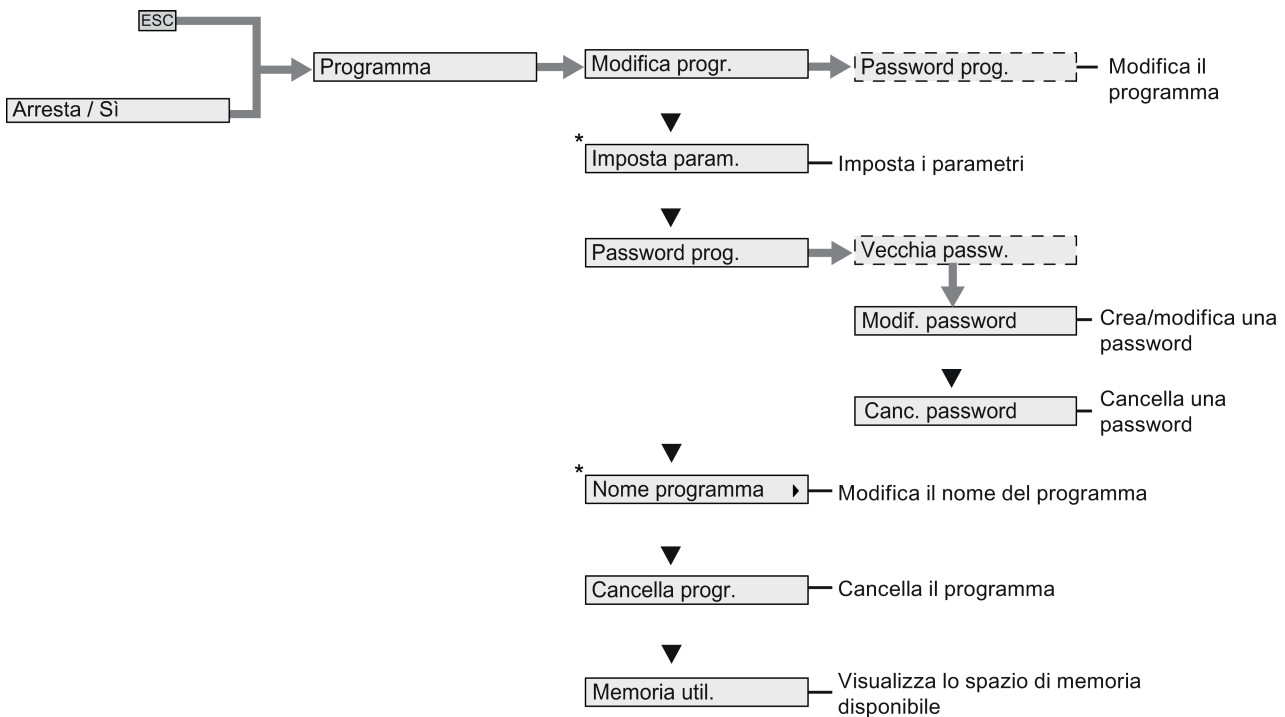 ESC
Arresta / Sì
Programma
Modifica progr.
Password prog.
Modifica il
programma
*
Imposta param.
Imposta i parametri
Password prog.
Vecchia passw.
Modif. password
Crea/modifica una
password
Canc. password
Cancella una
password
*
Nome programma
Modifica il nome del programma
Cancella progr.
Cancella il programma
Memoria util.
Visualizza lo spazio di memoria
disponibile